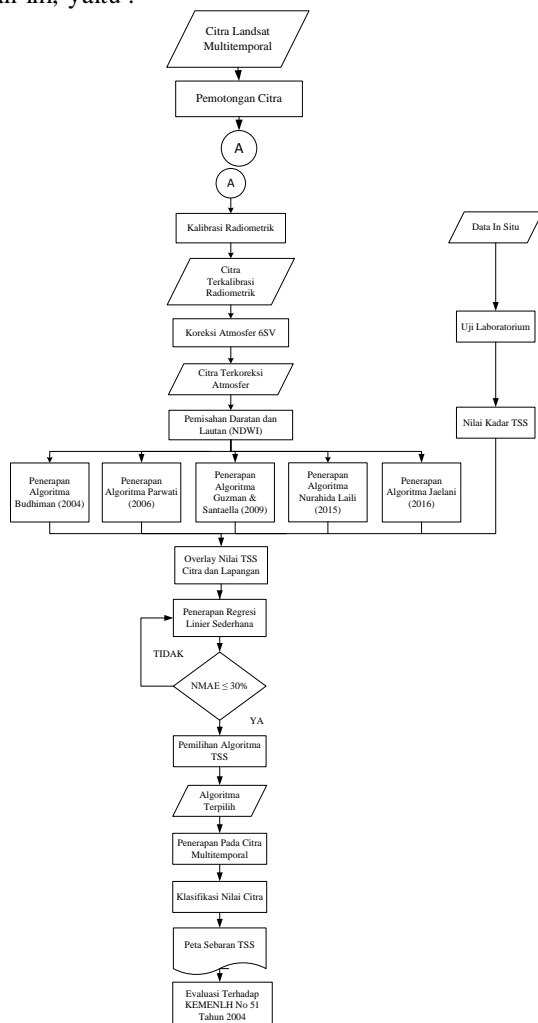 ini, yaitu :
Citra Landsat
Multitemporal
Pemotongan Citra
A
A
Kalibrasi Radiometrik
Citra
Terkalibrasi
Radiometrik
Koreksi Atmosfer 6SV
Citra Terkoreksi
Atmosfer
Pemisahan Daratan dan
Lautan (NDWI)
Data In Situ
Uji Laboratorium
Nilai Kadar TSS
Penerapan
Algoritma
Budhiman (2004)
Penerapan
Algoritma Parwati
(2006)
Penerapan
Algoritma
Guzman &
Santaella (2009)
Penerapan
Algoritma
Nurahida Laili
(2015)
Penerapan
Algoritma Jaelani
(2016)
Overlay Nilai TSS
Citra dan Lapangan
Penerapan Regresi
Linier Sederhana
TIDAK
NMAE ≤ 30%
YA
Pemilihan Algoritma
TSS
Algoritma
Terpilih
Penerapan Pada Citra
Multitemporal
Klasifikasi Nilai Citra
Peta Sebaran TSS
Evaluasi Terhadap
KEMENLH No 51
Tahun 2004